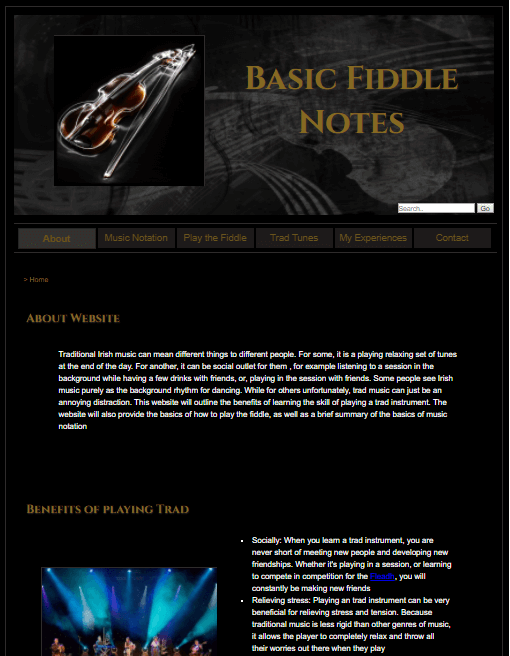 Basic Fiddle
Notes
Search..
Go
About
Music Notation
Play the Fiddle
Trad Tunes
My Experiences
Contact
> Home
About Website
Traditional Irish music can mean different things to different people. For some, it is a playing relaxing set of tunes
at the end of the day. For another, it can be social outlet for them , for example listening to a session in the
background while having a few drinks with friends, or, playing in the session with friends. Some people see Irish
music purely as the background rhythm for dancing. While for others unfortunately, trad music can just be an
annoying distraction. This website will outline the benefits of learning the skill of playing a trad instrument. The
website will also provide the basics of how to play the fiddle, as well as a brief summary of the basics of music
notation
Benefits of playing Trad
Socially: When you learn a trad instrument, you are
never short of meeting new people and developing new
friendships. Whether it's playing in a session, or learning
to compete in competition for the , you will
constantly be making new friends
Relieving stress: Playing an trad instrument can be very
beneficial for relieving stress and tension. Because
traditional music is less rigid than other genres of music,
it allows the player to completely relax and throw all
their worries out there when they play